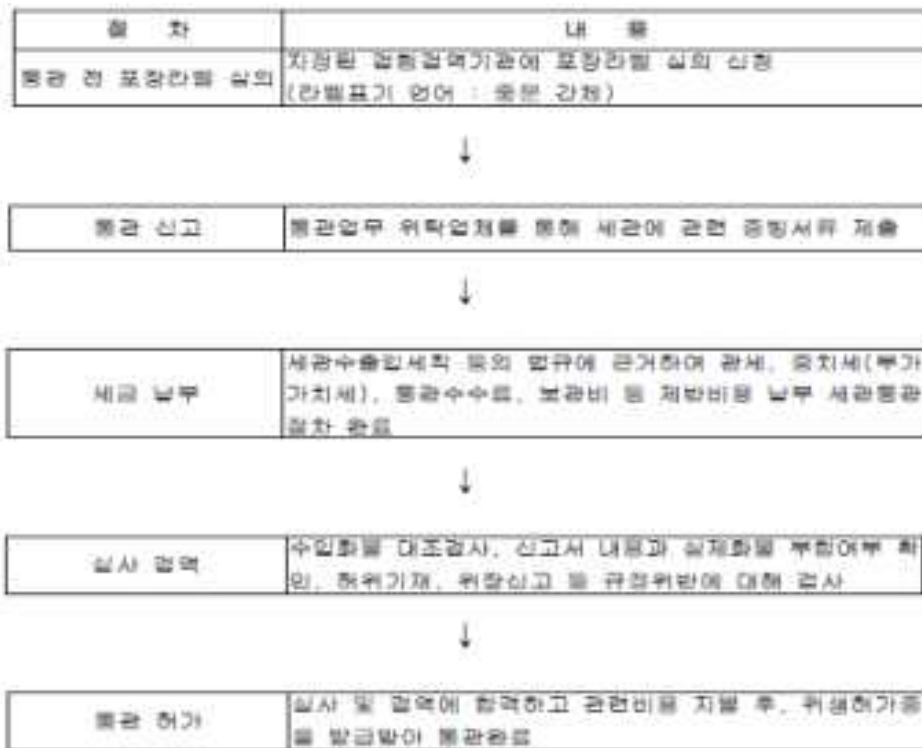 절 차
내 용
통관 전 포장라벨 심의
지정된 검험검역기관에 포장라벨 심의 신청
(라벨표기 언어 : 중문 간체)
↓
통관 신고
통관업무 위탁업체를 통해 세관에 관련 증빙서류 제출
↓
세금 납부
세관수출입세칙 등의 법규에 근거하여 관세, 증치세(부가
가치세), 통관수수료, 보관비 등 제반비용 납부 세관통관
절차 완료
↓
실사 검역
수입화물 대조검사, 신고서 내용과 실제화물 부합여부 확
인, 허위기재, 위장신고 등 규정위반에 대해 검사
↓
통관 허가
실사 및 검역에 합격하고 관련비용 지불 후, 위생허가증
을 발급받아 통관완료